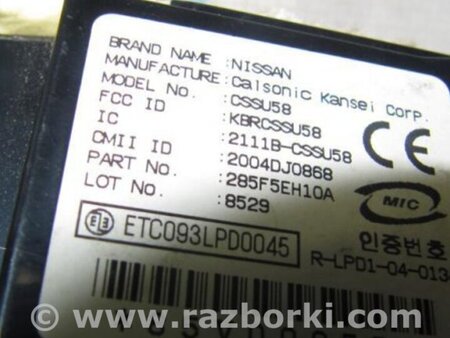 BRAND NAME :NISSAN
MANUFACTURE:Calsonic Kansei Corp.
MODEL No. :CSSU58
FCC ID :KBRCSSU58
IC :2111B-CSSU58
CMII ID :2004DJ0868
PART No. :285F5EH10A
LOT No. :8529
CE
MIC
E13 ETC093LPD0045
인증번호
R-LPD1-04-013
© www.razborki.com